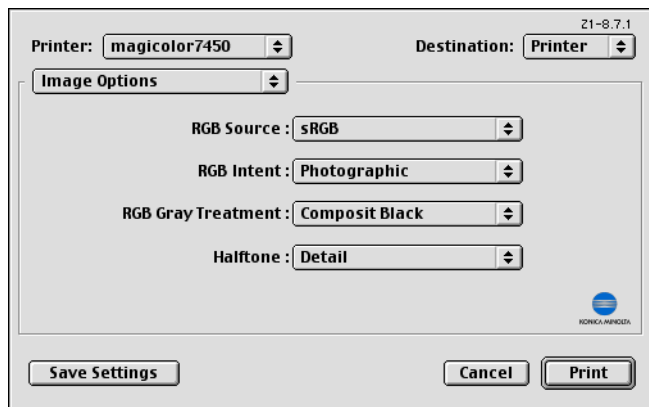 Z1-8.7.1
Printer: magicolor7450 Destination: Printer
Image Options
RGB Source : sRGB
RGB Intent : Photographic
RGB Gray Treatment : Composit Black
Halftone : Detail
KONICA MINOLTA
Save Settings Cancel Print